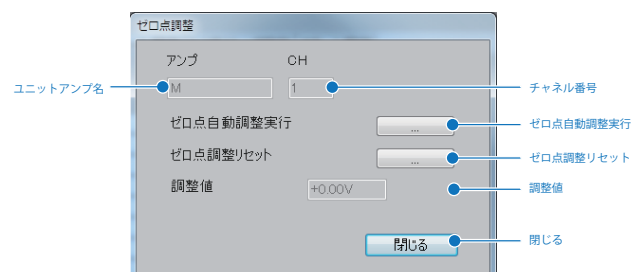 ゼロ点調整
アンプ CH
ユニットアンプ名 M 1 チャネル番号
ゼロ点自動調整実行 ... ゼロ点自動調整実行
ゼロ点調整リセット ... ゼロ点調整リセット
調整値 +0.00V 調整値
閉じる 閉じる